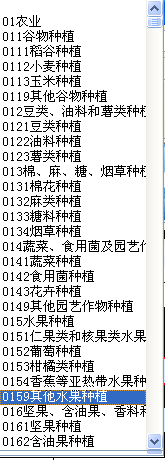 01农业
011谷物种植
0111稻谷种植
0112小麦种植
0113玉米种植
0119其他谷物种植
012豆类、油料和薯类种植
0121豆类种植
0122油料种植
0123薯类种植
013棉、麻、糖、烟草种植
0131棉花种植
0132麻类种植
0133糖料种植
0134烟草种植
014蔬菜、食用菌及园艺作
0141蔬菜种植
0142食用菌种植
0143花卉种植
0149其他园艺作物种植
015水果种植
0151仁果类和核果类水果
0152葡萄种植
0153柑橘类种植
0154香蕉等亚热带水果种
0159其他水果种植
016坚果、含油果、香料和
0161坚果种植
0162含油果种植